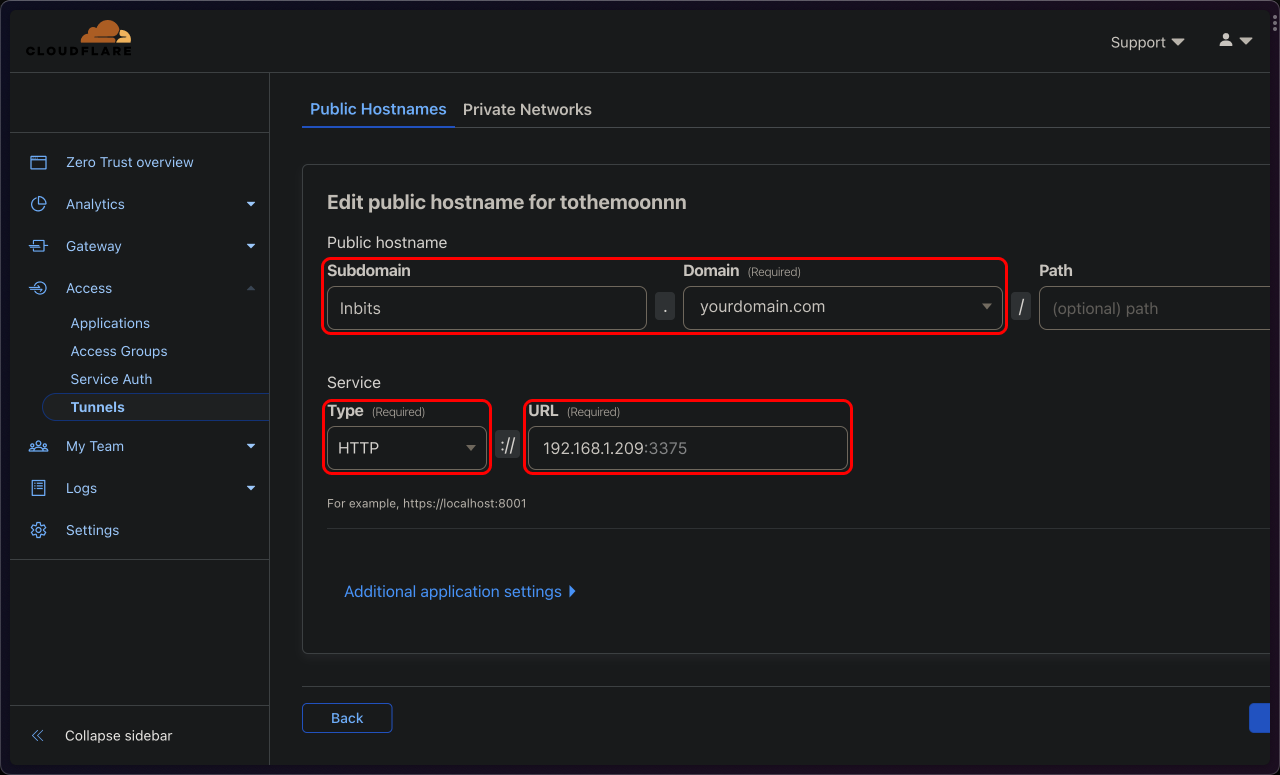 CLOUDFLARE
Support
Zero Trust overview
Analytics
Gateway
Access
Applications
Access Groups
Service Auth
Tunnels
My Team
Logs
Settings
Collapse sidebar
Public Hostnames Private Networks
Edit public hostname for tothemoonnn
Public hostname
Subdomain Domain (Required) Path
lnbits . yourdomain.com / (optional) path
Service
Type (Required) URL (Required)
HTTP :// 192.168.1.209:3375
For example, https://localhost:8001
Additional application settings
Back